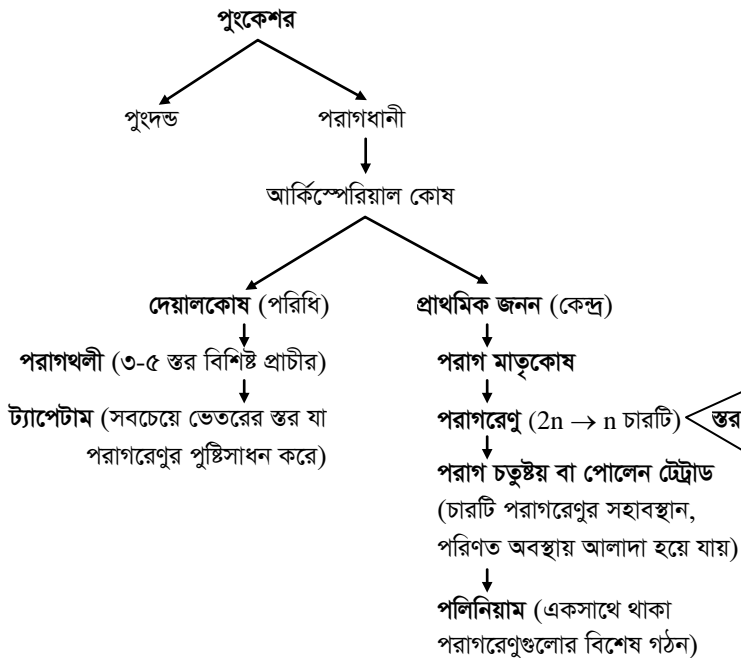 পুংকেশর
পুংদন্ড
পরাগধানী
আর্কিস্পেরিয়াল কোষ
দেয়ালকোষ (পরিধি)
প্রাথমিক জনন (কেন্দ্র)
পরাগথলী (৩-৫ স্তর বিশিষ্ট প্রাচীর)
পরাগ মাতৃকোষ
ট্যাপেটাম (সবচেয়ে ভেতরের স্তর যা
পরাগরেণুর পুষ্টিসাধন করে)
পরাগরেণু (2n → n চারটি)
স্তর
পরাগ চতুষ্টয় বা পোলেন টেট্রাড
(চারটি পরাগরেণুর সহাবস্থান,
পরিণত অবস্থায় আলাদা হয়ে যায়)
পলিনিয়াম (একসাথে থাকা
পরাগরেণুগুলোর বিশেষ গঠন)